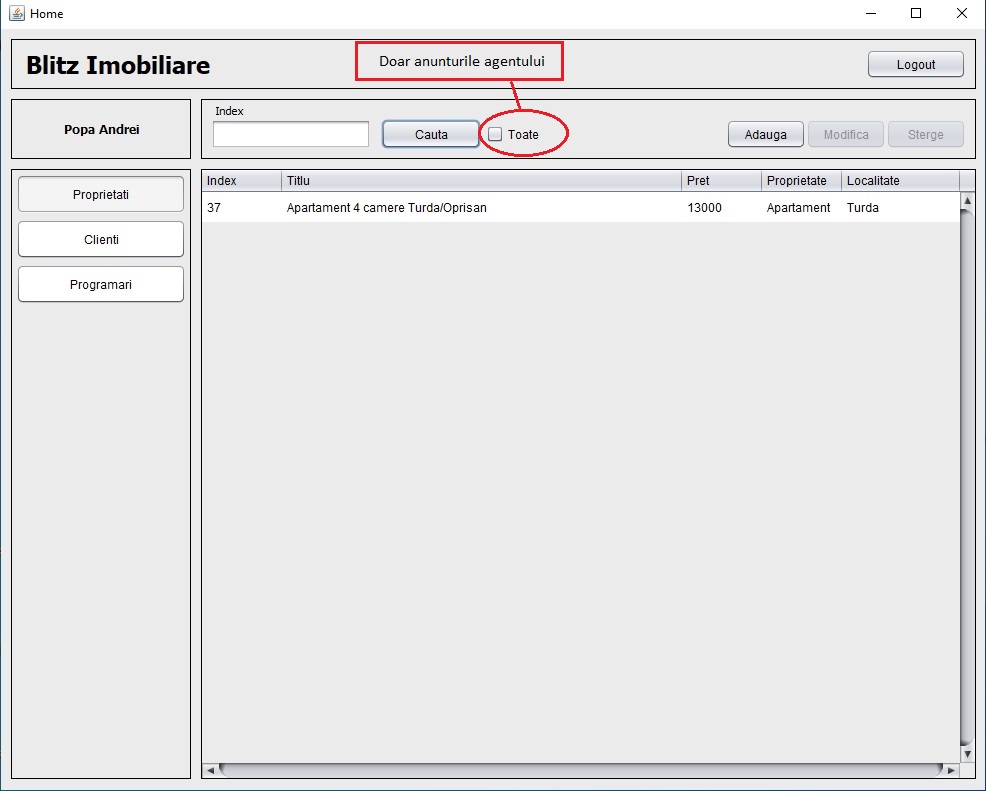 Home
Blitz Imobiliare
Doar anunturile agentului
Logout
Popa Andrei
Index
Cauta
Toate
Adauga
Modifica
Sterge
Proprietati
Clienti
Programari
Index Titlu Pret Proprietate Localitate
37 Apartament 4 camere Turda/Oprisan 13000 Apartament Turda